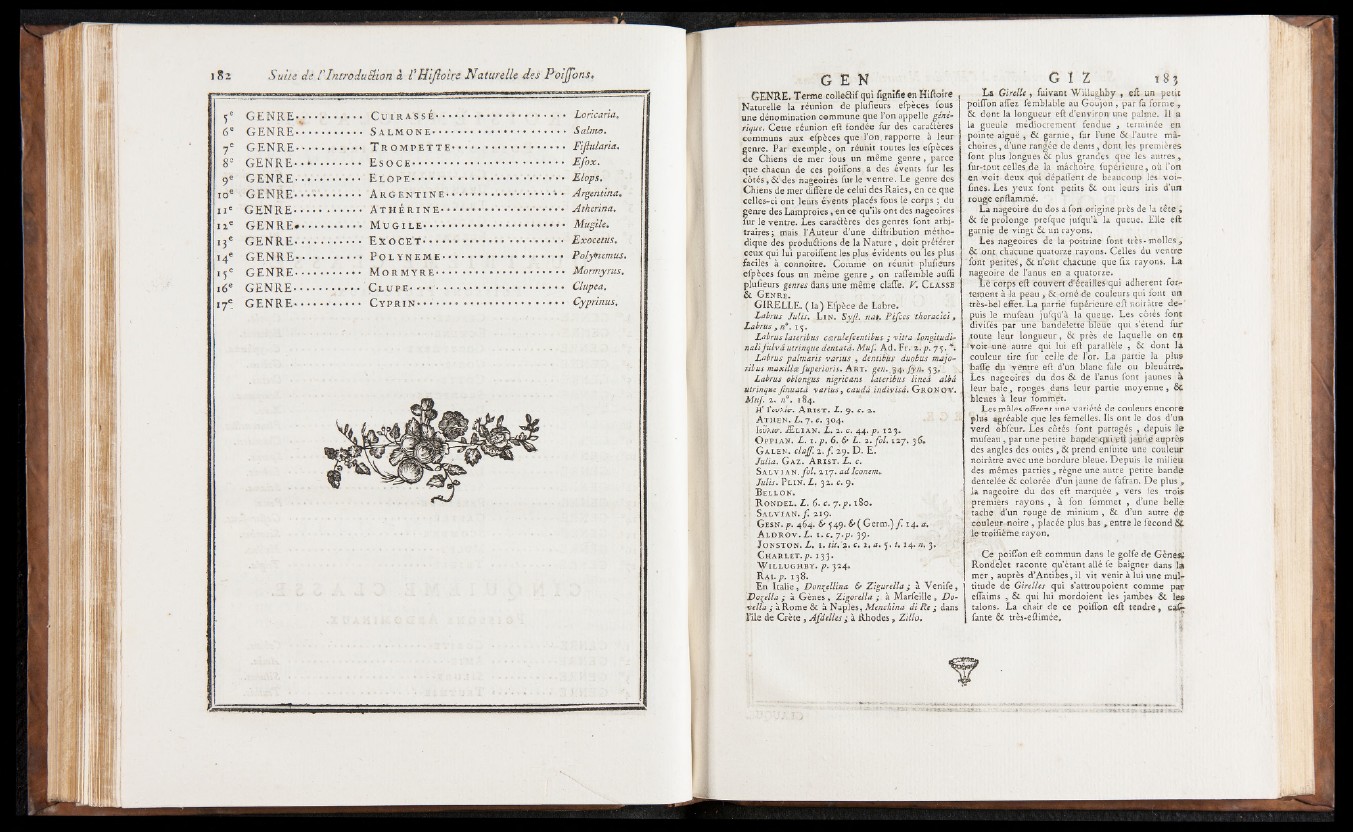 182 Suite de l'Introduction à l'Histoire Naturelle des Poissons.
5e GENRE........... CUIRASSÉ...................... Loricaria.
6e GENRE........... SALMONE...................... Salmo.
7e GENRE........... TROMPETTE...................... Fistularia.
8e GENRE........... ESOCE...................... Esox.
9e GENRE........... ELOPE...................... Elops.
10e GENRE........... ARGENTINE...................... Argentina.
11e GENRE........... ATHÉRINE...................... Atherina.
12e GENRE........... MUGILE...................... Mugile.
13e GENRE........... EXOCET...................... Exocetus.
14e GENRE........... POLYNEME...................... Polynemus.
15e GENRE........... MORMYRE...................... Mormyrus.
16e GENRE........... CLUPE...................... Clupea.
17e GENRE........... CYPRIN...................... Cyprinus.
GEN
GENRE. Terme collectif qui signifie en Histoire
Naturelle la réunion de plusieurs espèces sous
une dénomination commune que l'on appelle géné-
rique. Cette réunion est fondée sur des caractères
communs aux espèces que l'on rapporte à leur
genre. Par exemple, on réunit toutes les espèces
de Chiens de mer sous un même genre, parce
que chacun de ces poissons a des évents sur les
côtés, & des nageoires sur le ventre. Le genre des
Chiens de mer diffère de celui des Raies, en ce que
celles-ci ont leurs évents placés sous le corps ; du
genre des Lamproies, en ce qu'ils ont des nageoires
sur le ventre. Les caractères des genres sont arbi-
traires ; mais l'Auteur d'une distribution métho-
dique des productions de la Nature, doit préférer
ceux qui lui paroissent les plus évidents ou les plus
faciles à connoître. Comme on réunit plusieurs
espèces sous un même genre, on rassemble aussi
plusieurs genres dans une même classe. V. CLASSE
& GENRE.
GIRELLE. ( la ) Espèce de Labre.
Labrus Julis. LIN. Syst. nat. Pisces thoracici,
Labrus, n°. 15.
Labrus lateribus cærulescentibus ; vitta longitudi-
nali fulvâ utrinque dentatâ. Mus. Ad. Fr. 2. p. 75. *.
Labrus palmaris varius, dentibus duobus majo-
ribus maxillæ superioris. ART. gen. 34. syn. 53.
Labrus oblongus nigricans lateribus lineâ albâ
utrinque sinuatâ varius, caudâ indivisâ. GRONOV.
Mus. 2. n°. 184.
ARIST. L. 9. c. 2.
ATHEN. L. 7. c. 304.
ÆLIAN. L. 2. c. 44. p. 123.
OPPIAN. L. 1. p. 6. & L. 2. fol. 127. 36.
GALEN. class. 2. f. 29. D. E.
Julia. GAZ. ARIST. L. c.
SALVIAN. fol. 217. ad Iconem.
Julis. PLIN. L. 32. c. 9.
BELLON.
RONDEL. L. 6. c. 7. p. 180.
SALVIAN. f. 219.
GESN. p. 464. & 549. & ( Germ.) f. 14. a.
ALDROV. L. 1. c. 7. p. 39.
JONSTON. L. 1. tit. 2. c. 1. a. 5. t. 14. n. 3.
CHARLET. p. 133.
WILLUGHBY. p. 324.
RAI. p. 138.
En Italie, Donzellina & Zigurella ; à Venise,
Dozella ; à Gènes, Zigorella ; à Marseille, Do-
vella ; à Rome & à Naples, Menchina di Re ; dans
l'île de Crète, Afdelles ; à Rhodes, Zillo.
GIZ 183
La Girelle, suivant Willughby, est un petit
poisson assez semblable au Goujon, par sa forme,
& dont la longueur est d'environ une palme. Il a
la gueule médiocrement fendue, terminée en
pointe aiguë, & garnie, sur l'une & l'autre mâ-
choires, d'une rangée de dents, dont les premières
sont plus longues & plus grandes que les autres,
sur-tout celles de la mâchoire supérieure, où l'on
en voit deux qui dépassent de beaucoup les voi-
sines. Les yeux sont petits & ont leurs iris d'un
rouge enflammé.
La nageoire du dos a son origine près de la tête,
& se prolonge presque jusqu'à la queue. Elle est
garnie de vingt & un rayons.
Les nageoires de la poitrine sont très-molles,
& ont chacune quatorze rayons. Celles du ventre
sont petites, & n'ont chacune que six rayons. La
nageoire de l'anus en a quatorze.
Le corps est couvert d'écailles qui adherent for-
tement à la peau, & orné de couleurs qui font un
très-bel effet. La partie supérieure est noirâtre de-
puis le museau jusqu'à la queue. Les côtés sont
divisés par une bandelette bleue qui s'étend sur
toute leur longueur, & près de laquelle on en
voit une autre qui lui est parallèle, & dont la
couleur tire sur celle de l'or. La partie la plus
basse du ventre est d'un blanc sale ou bleuâtre.
Les nageoires du dos & de l'anus sont jaunes à
leur base, rouges dans leur partie moyenne, &
bleues à leur sommet.
Les mâles offrent une variété de couleurs encore
plus agréable que les femelles. Ils ont le dos d'un
verd obscur. Les côtés sont partagés, depuis le
museau, par une petite bande qui est jaune auprès
des angles des ouies, & prend ensuite une couleur
noirâtre avec une bordure bleue. Depuis le milieu
des mêmes parties, règne une autre petite bande
dentelée & colorée d'un jaune de safran. De plus,
la nageoire du dos est marquée, vers les trois
premiers rayons, à son sommet, d'une belle
tache d'un rouge de minium, & d'un autre de
couleur noire, placée plus bas, entre le second &
le troisième rayon.
Ce poisson est commun dans le golfe de Gènes.
Rondelet raconte qu'étant allé se baigner dans la
mer, auprès d'Antibes, il vit venir à lui une mul-
titude de Girelles qui s'attroupoient comme par
essaims, & qui lui mordoient les jambes & les
talons. La chair de ce poisson est tendre, cas-
sante & très-estimée.